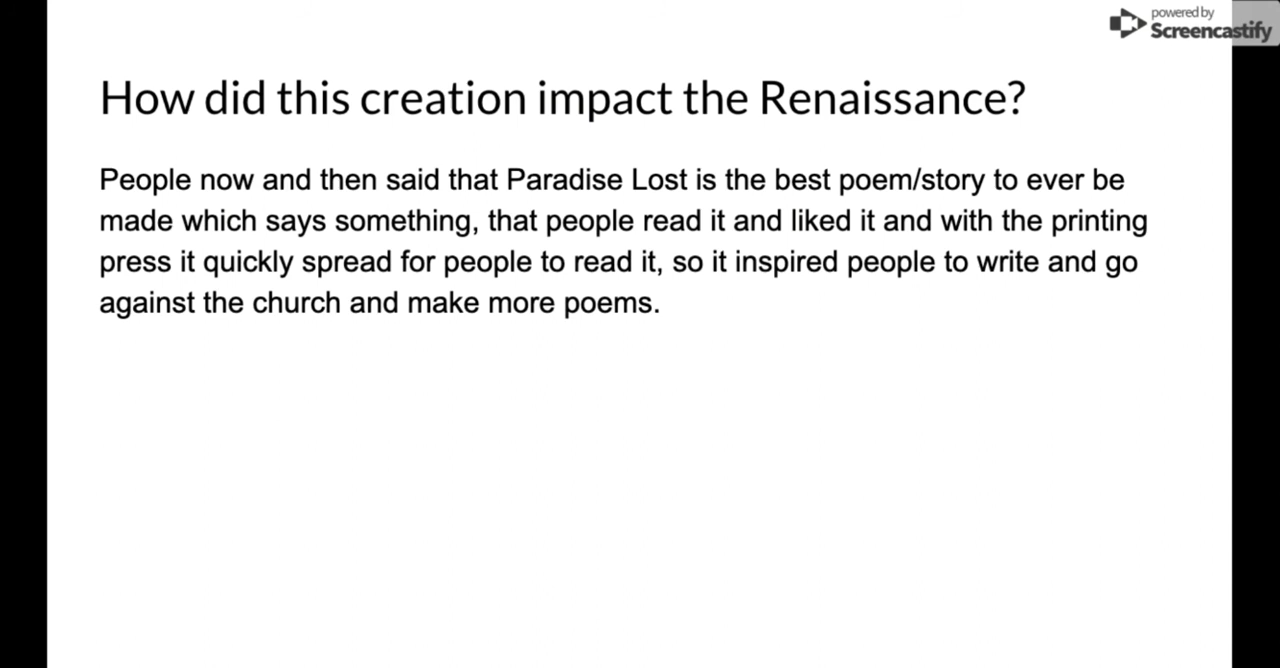 powered by
Screencastify
How did this creation impact the Renaissance?
People now and then said that Paradise Lost is the best poem/story to ever be
made which says something, that people read it and liked it and with the printing
press it quickly spread for people to read it, so it inspired people to write and go
against the church and make more poems.